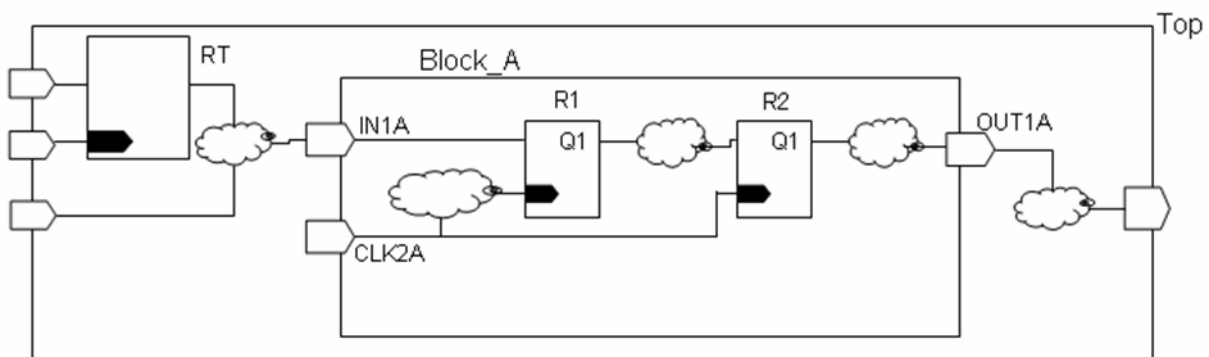 Top
RT
Block_A
R1
R2
IN1A
Q1
Q1
OUT1A
CLK2A